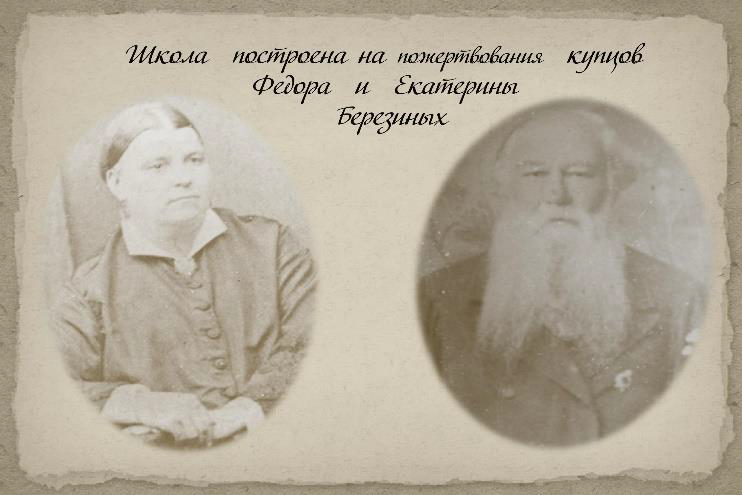 Школа построена на пожертвования купцов
Федора и Екатерины
Березиных